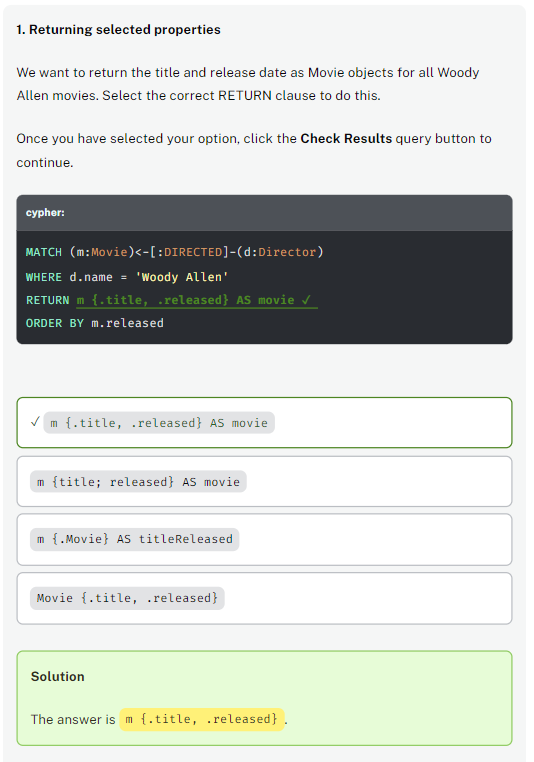 1. Returning selected properties
We want to return the title and release date as Movie objects for all Woody
Allen movies. Select the correct RETURN clause to do this.
Once you have selected your option, click the Check Results query button to
continue.
cypher:
MATCH (m:Movie)<-[:DIRECTED]-(d:Director)
WHERE d.name = 'Woody Allen'
RETURN m {.title, .released} AS movie ✓
ORDER BY m.released
✓ m {.title, .released} AS movie
m {title; released} AS movie
m {.Movie} AS titleReleased
Movie {.title, .released}
Solution
The answer is m {.title, .released} .